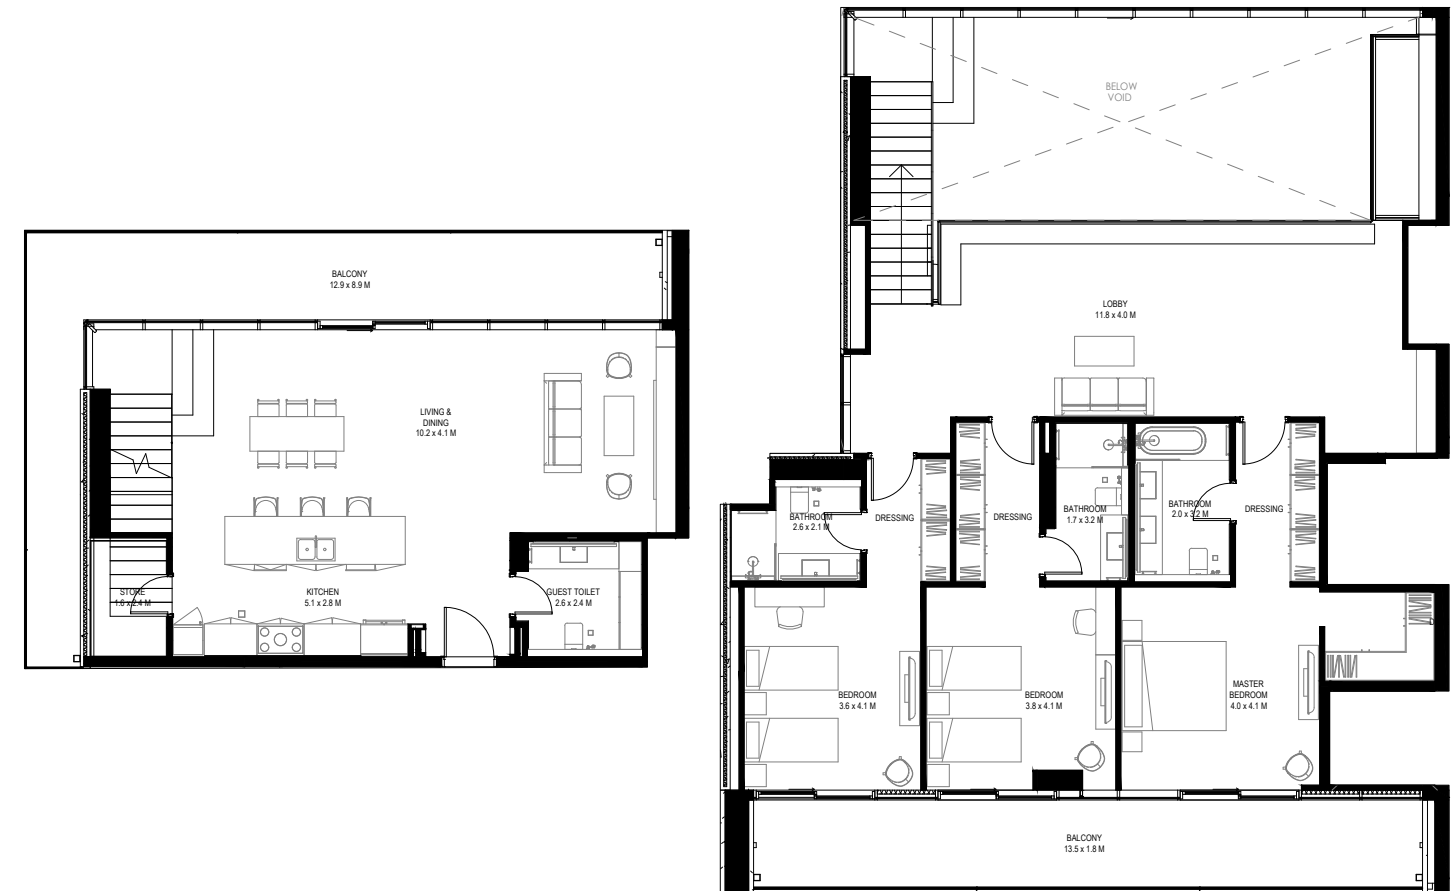 BALCONY
12.9 x 8.9 M
LIVING &
DINING
10.2 x 4.1 M
STORE
1.6 x 2.4 M
KITCHEN
5.1 x 2.8 M
GUEST TOILET
2.6 x 2.4 M
BELOW
VOID
LOBBY
11.8 x 4.0 M
BATHROOM
2.6 x 2.1 M
DRESSING
DRESSING
BATHROOM
1.7 x 3.2 M
BATHROOM
2.0 x 3.2 M
DRESSING
BEDROOM
3.6 x 4.1 M
BEDROOM
3.8 x 4.1 M
MASTER
BEDROOM
4.0 x 4.1 M
BALCONY
13.5 x 1.8 M